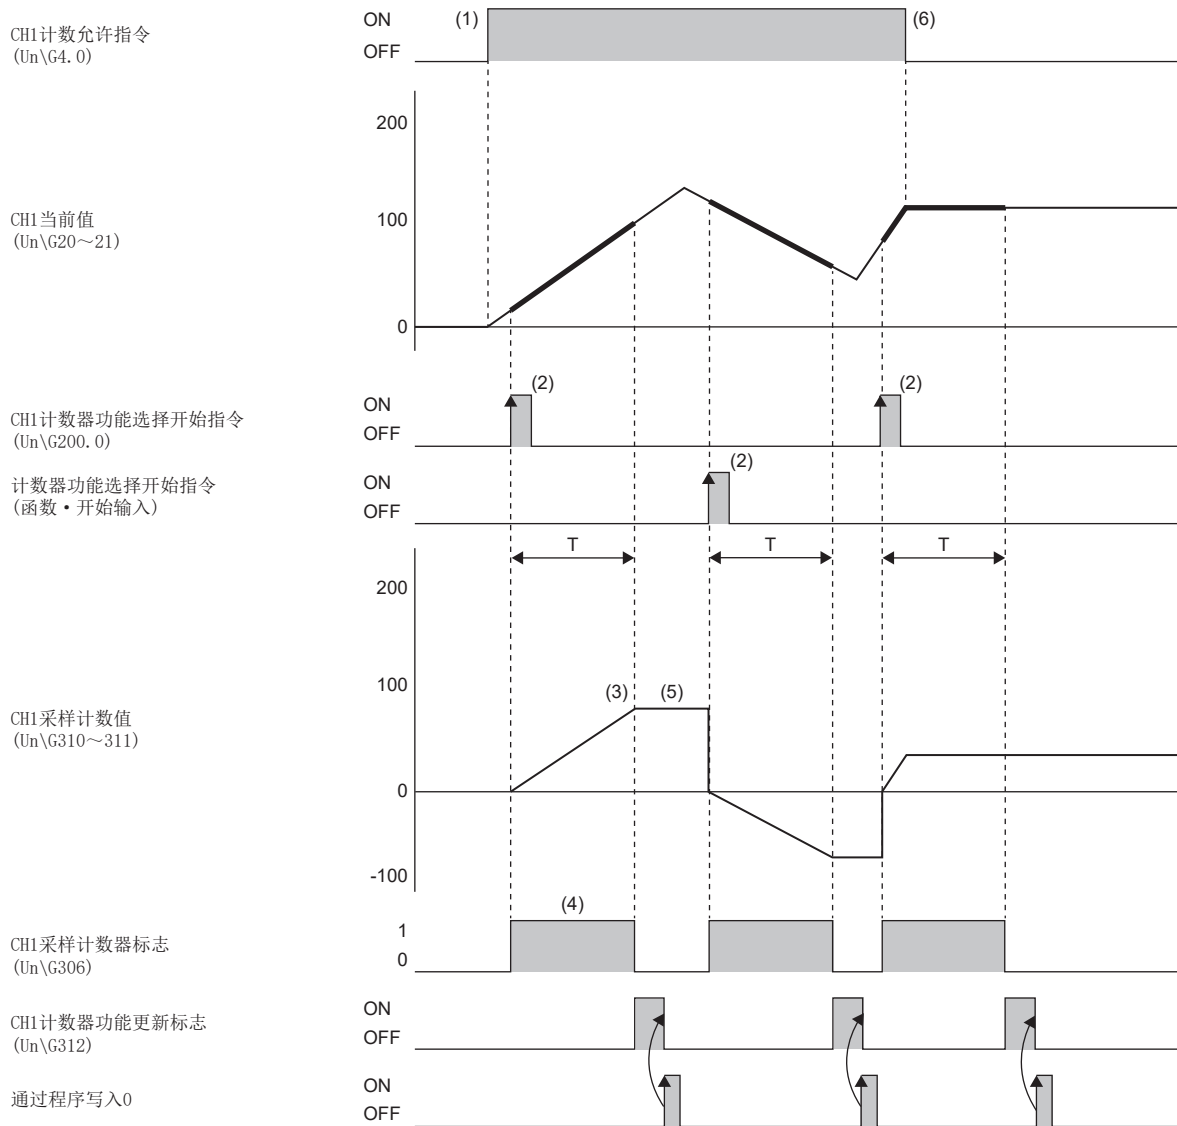 CH1计数允许指令
(Un\G4.0)
ON
OFF
(1)
(6)
CH1当前值
(Un\G20～21)
200
100
0
CH1计数器功能选择开始指令
(Un\G200.0)
ON
OFF
(2)
(2)
计数器功能选择开始指令
(函数·开始输入)
ON
OFF
(2)
T
T
T
CH1采样计数值
(Un\G310～311)
200
100
0
-100
(3)
(5)
CH1采样计数器标志
(Un\G306)
1
0
(4)
CH1计数器功能更新标志
(Un\G312)
ON
OFF
通过程序写入0
ON
OFF